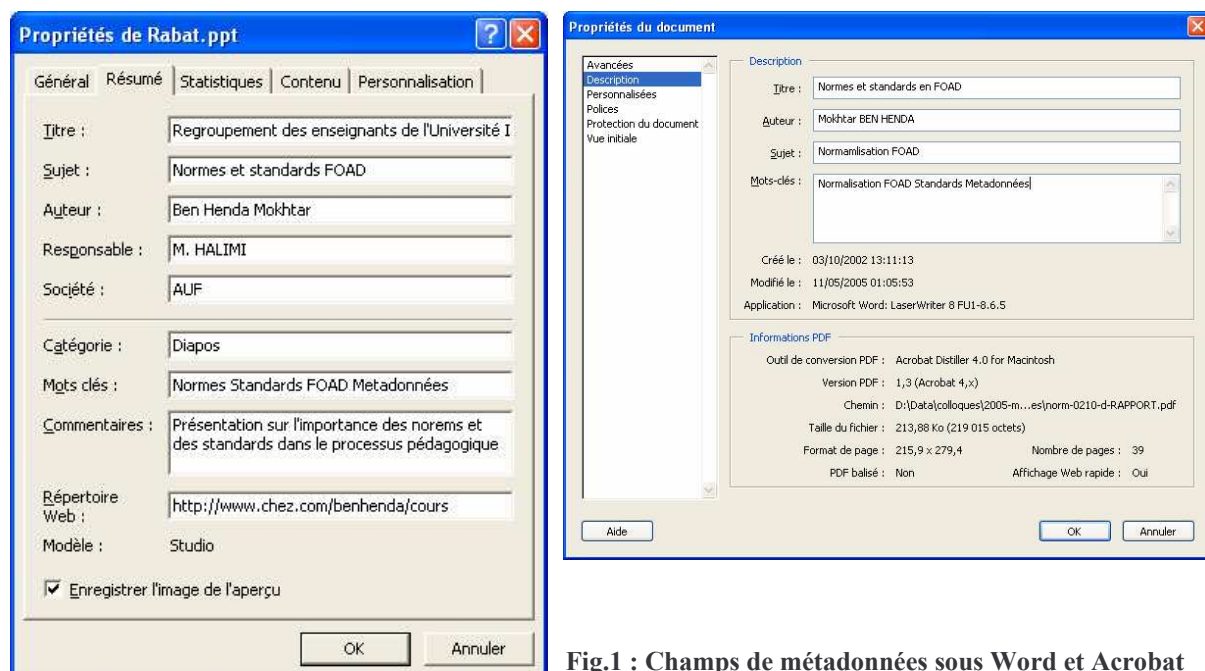 Propriétés de Rabat.ppt
Général Résumé Statistiques Contenu Personnalisation
Titre : Regroupement des enseignants de l'Université I
Sujet : Normes et standards FOAD
Auteur : Ben Henda Mokhtar
Responsable : M. HALIMI
Société : AUF
Catégorie : Diapos
Mots clés : Normes Standards FOAD Metadonnées
Commentaires : Présentation sur l'importance des norems et
des standards dans le processus pédagogique
Répertoire
Web : http://www.chez.com/benhenda/cours
Modèle : Studio
Enregistrer l'image de l'aperçu
OK Annuler
Propriétés du document
Avancées
Description
Personnalisées
Polices
Protection du document
Vue initiale
Description
Titre : Normes et standards en FOAD
Auteur : Mokhtar BEN HENDA
Sujet : Normamlisation FOAD
Mots-clés : Normalisation FOAD Standards Metadonnées
Créé le : 03/10/2002 13:11:13
Modifié le : 11/05/2005 01:05:53
Application : Microsoft Word: LaserWriter 8 FU1-8.6.5
Informations PDF
Outil de conversion PDF : Acrobat Distiller 4.0 for Macintosh
Version PDF : 1,3 (Acrobat 4,x)
Chemin : D:\Data\colloques\2005-m...es\norm-0210-d-RAPPORT.pdf
Taille du fichier : 213,88 Ko (219 015 octets)
Format de page : 215,9 x 279,4 Nombre de pages : 39
PDF balisé : Non Affichage Web rapide : Oui
Aide OK Annuler
Fig.1 : Champs de métadonnées sous Word et Acrobat